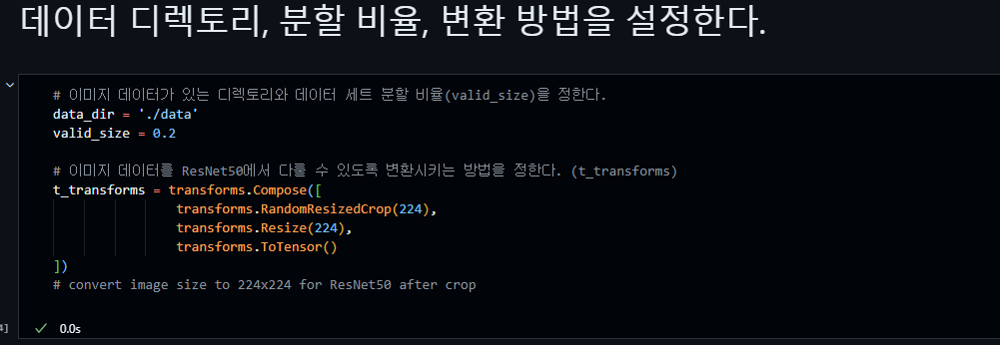 데이터 디렉토리, 분할 비율, 변환 방법을 설정한다.
# 이미지 데이터가 있는 디렉토리와 데이터 세트 분할 비율(valid_size)을 정한다.
data_dir = './data'
valid_size = 0.2
# 이미지 데이터를 ResNet50에서 다룰 수 있도록 변환시키는 방법을 정한다. (t_transforms)
t_transforms = transforms.Compose([
transforms.RandomResizedCrop(224),
transforms.Resize(224),
transforms.ToTensor()
])
# convert image size to 224x224 for ResNet50 after crop
4]
0.0s